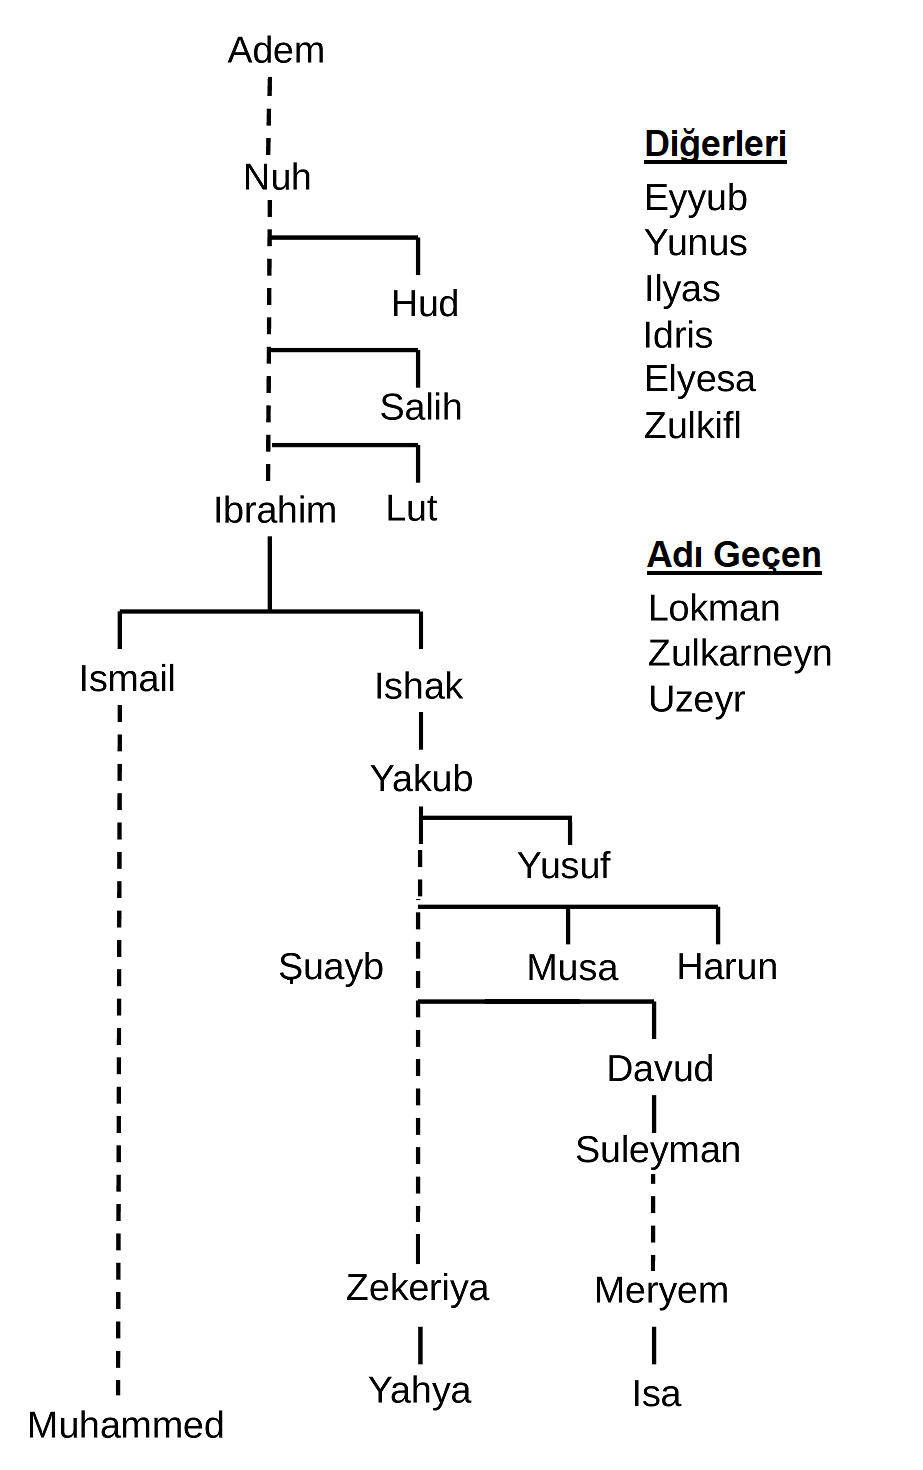 Adem
Nuh
Hud
Salih
Ibrahim
Lut
Ismail
Ishak
Yakub
Yusuf
Şuayb
Musa
Harun
Davud
Suleyman
Zekeriya
Meryem
Yahya
Isa
Muhammed
Diğerleri
Eyyub
Yunus
Ilyas
Idris
Elyesa
Zulkifl
Adı Geçen
Lokman
Zulkarneyn
Uzeyr